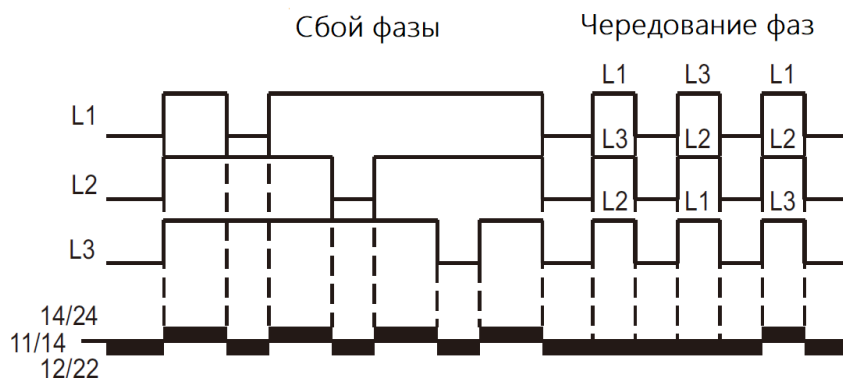 Сбой фазы
Чередование фаз
L1 L3 L1
L1
L3 L2 L2
L2
L2 L1 L3
L3
14/24
11/14
12/22